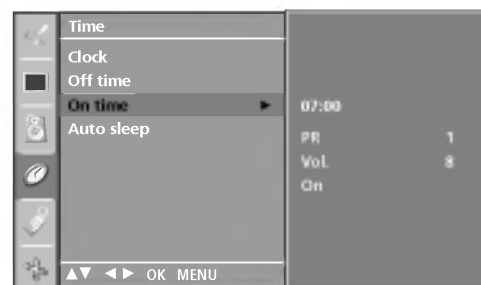 Time
Clock
Off time
On time ►
Auto sleep
07:00
PR 1
Vol. 8
On
▲▼ ◄ ► OK MENU